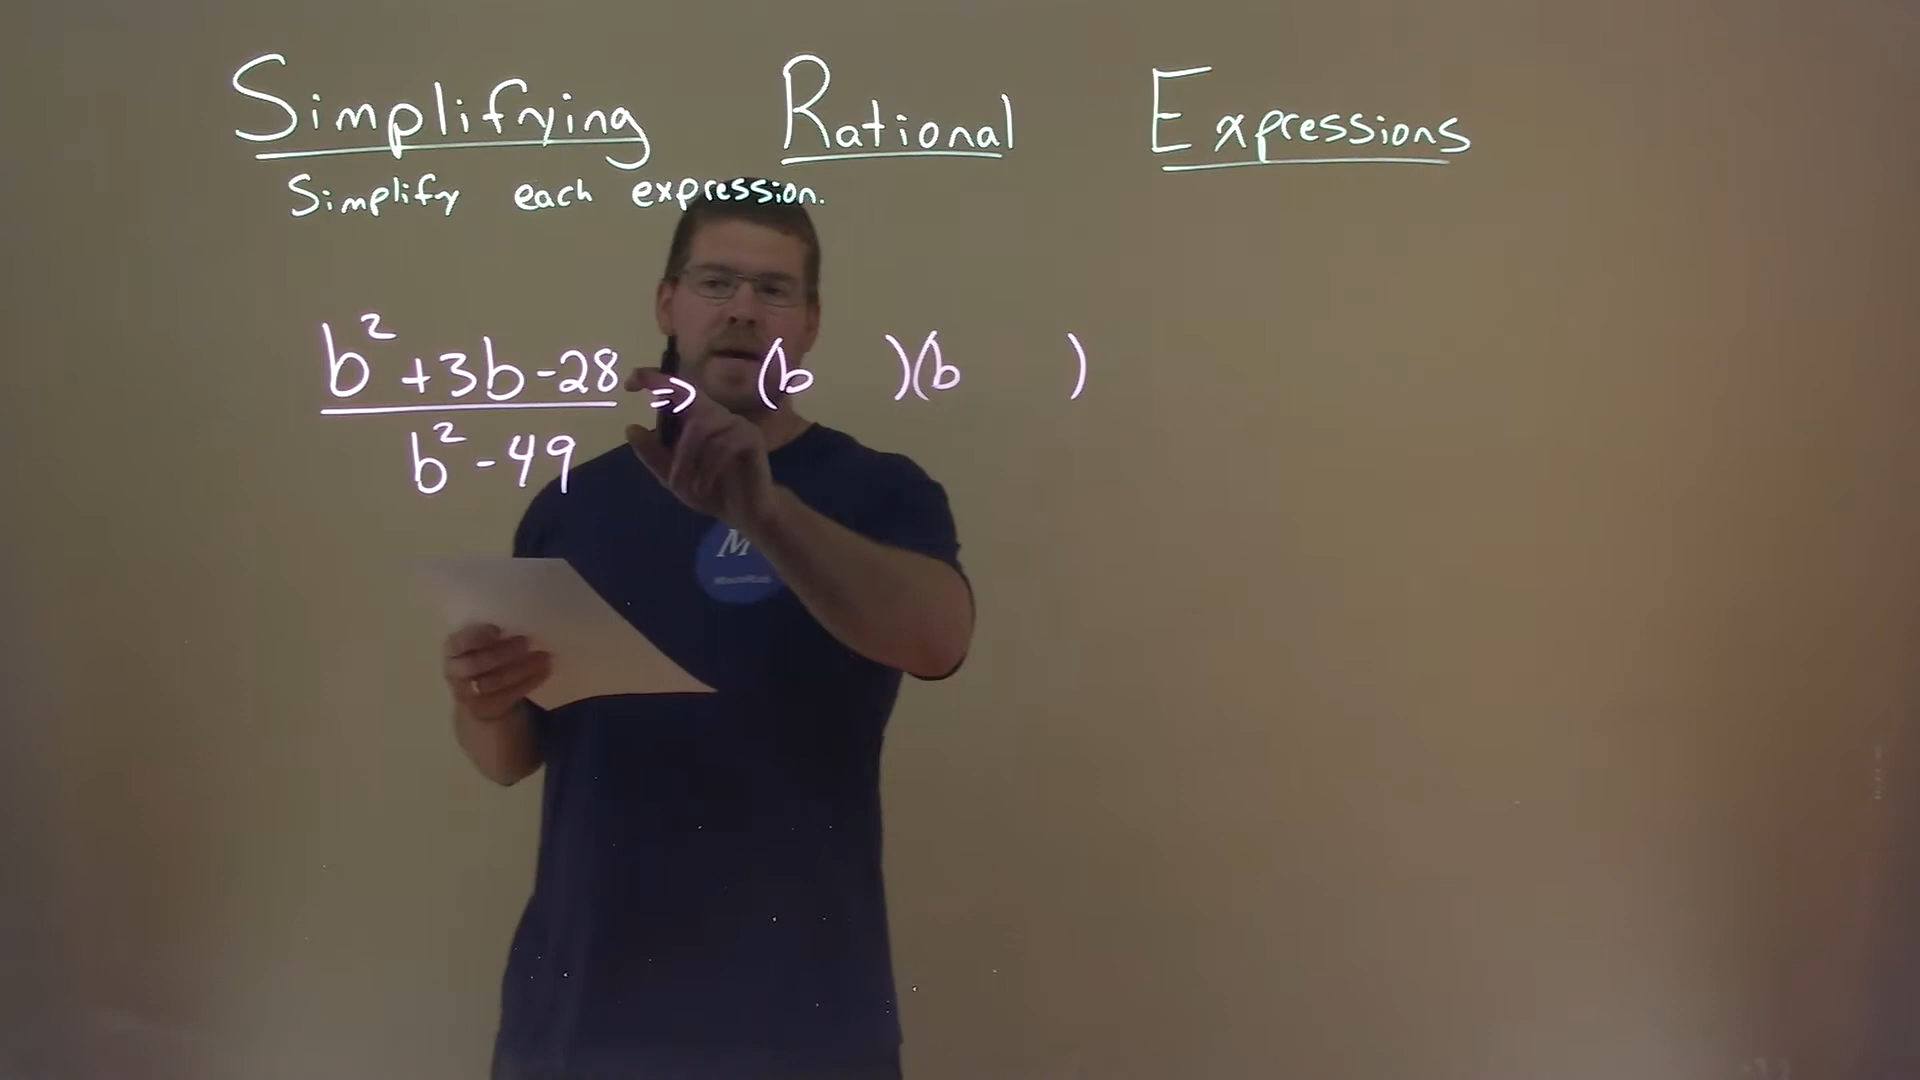 Simplifying Rational Expressions
Simplify each expression.
b² + 3b - 28 => (b )(b )
b² - 49
M